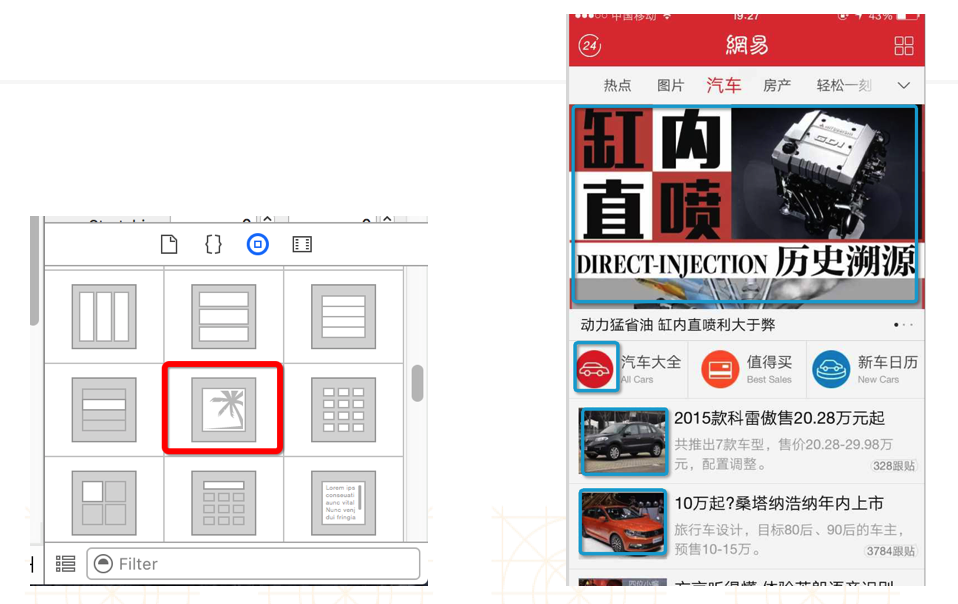 Filter
Lorem ips
conseuati
aunc vital
Nunc venj
dui fringia
中国移动
19:27
43%
24
網易
热点
图片
汽车
房产
轻松一刻
缸内
直喷
GDI
DIRECT-INJECTION 历史溯源
动力猛省油 缸内直喷利大于弊
汽车大全
All Cars
值得买
Best Sales
新车日历
New Cars
2015款科雷傲售20.28万元起
共推出7款车型，售价20.28-29.98万
元，配置调整。
328跟贴
10万起?桑塔纳浩纳年内上市
旅行车设计，目标80后、90后的车主，
预售10-15万。
3784跟贴